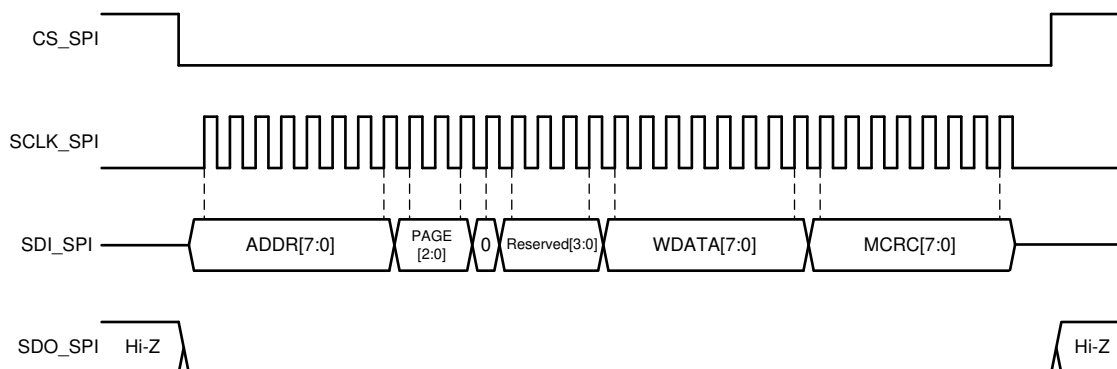 CS_SPI
SCLK_SPI
SDI_SPI
ADDR[7:0]
PAGE
[2:0]
0
Reserved[3:0]
WDATA[7:0]
MCRC[7:0]
SDO_SPI
Hi-Z
Hi-Z